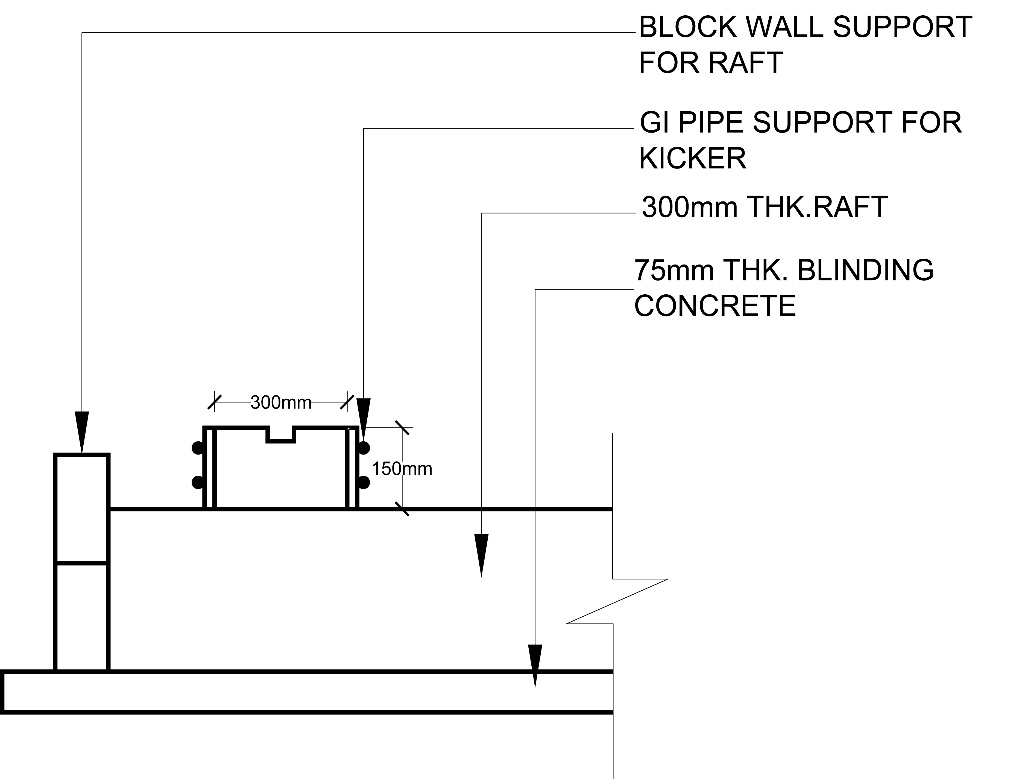 BLOCK WALL SUPPORT
FOR RAFT
GI PIPE SUPPORT FOR
KICKER
300mm THK.RAFT
75mm THK. BLINDING
CONCRETE
300mm
150mm